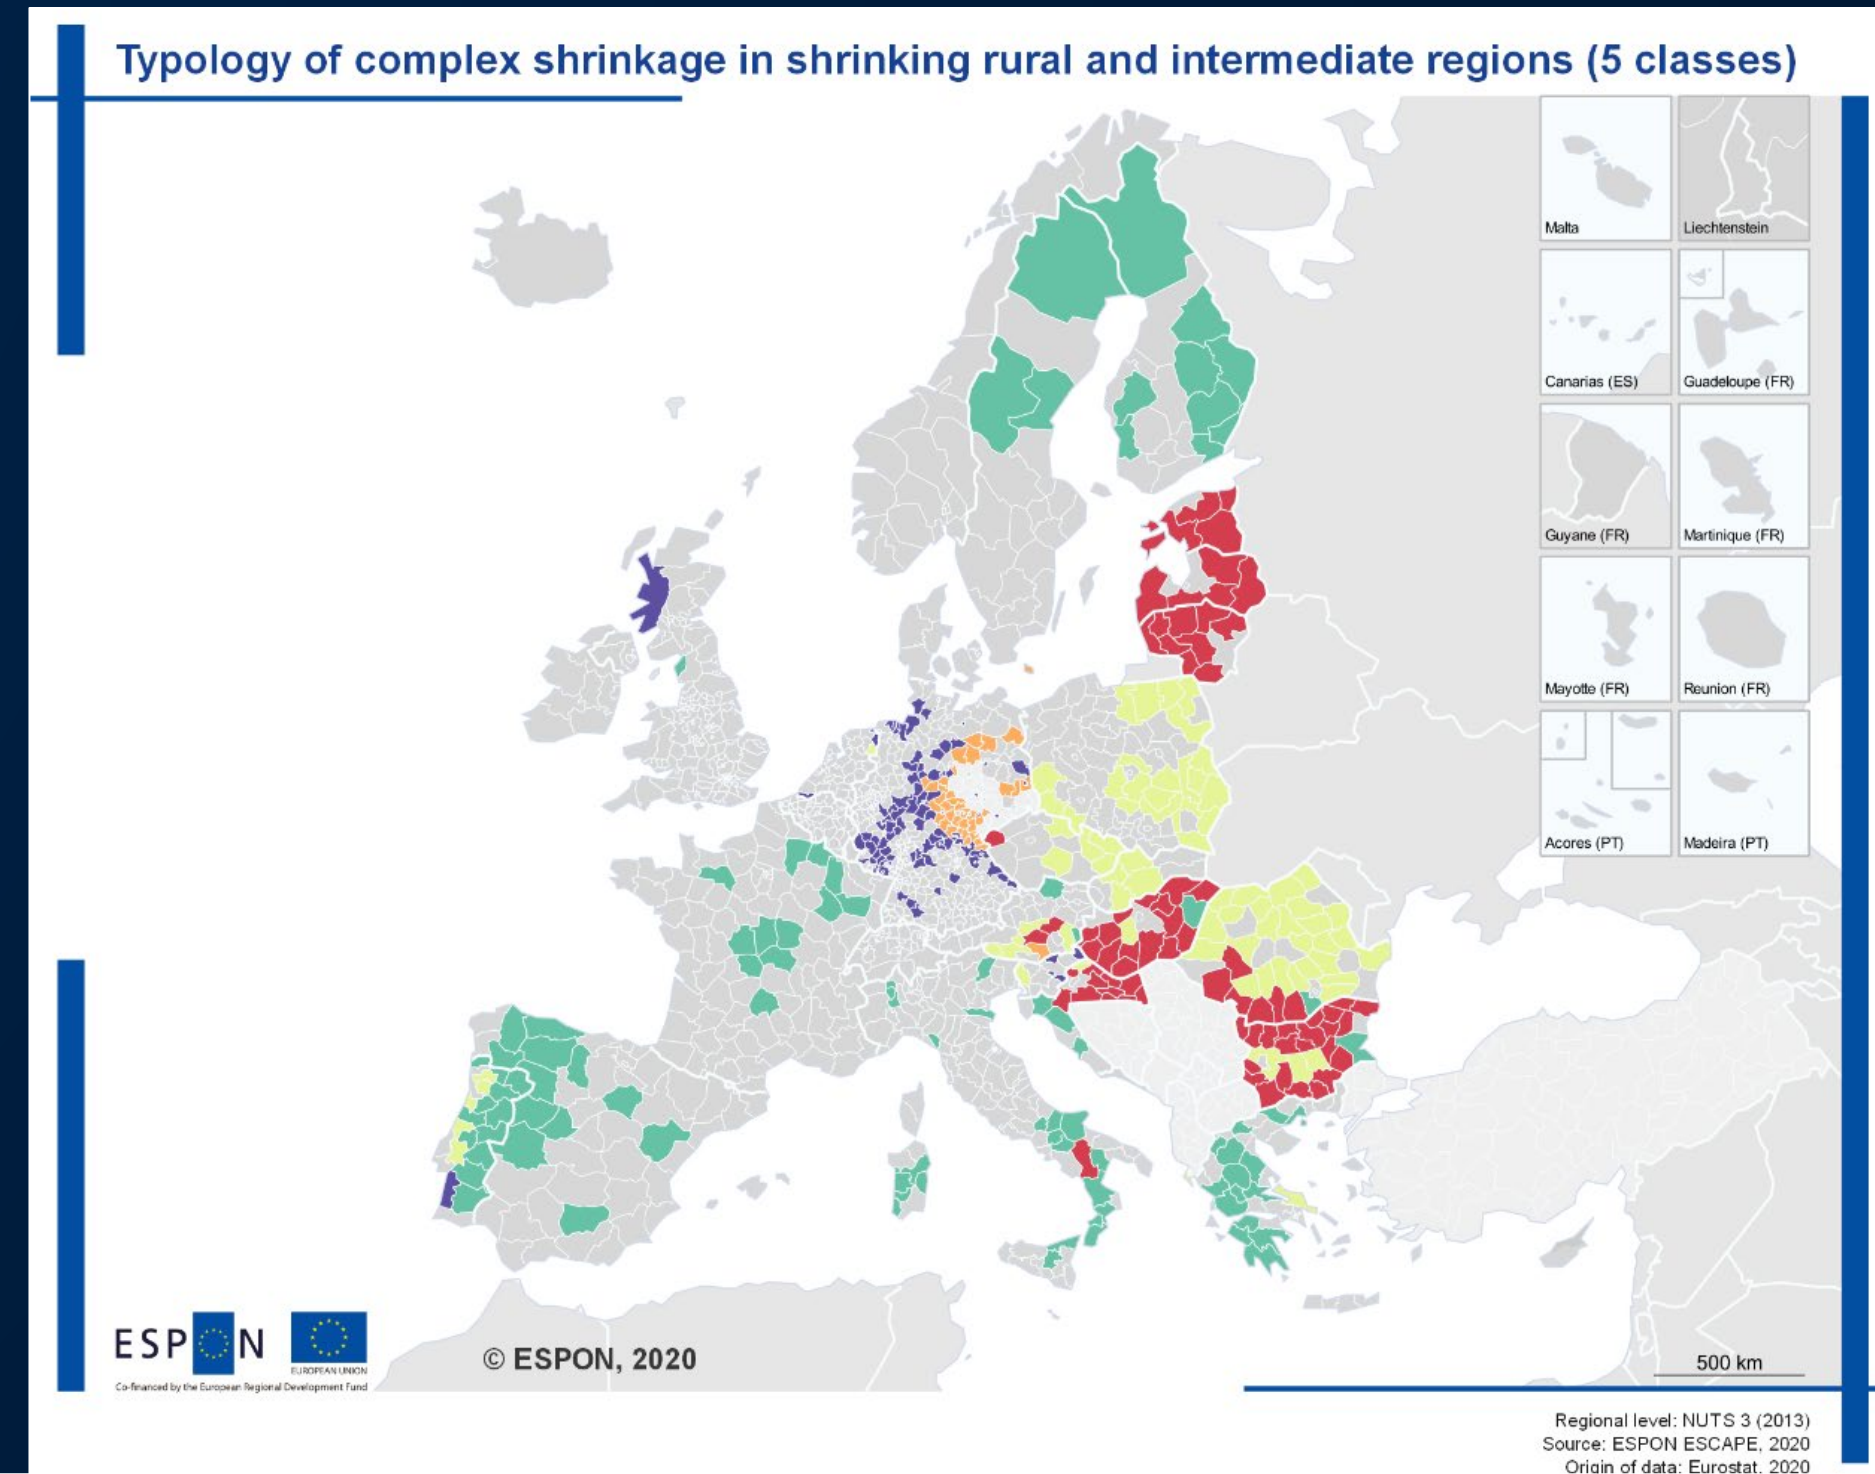 Typology of complex shrinkage in shrinking rural and intermediate regions (5 classes)
Malta
Liechtenstein
Canarias (ES)
Guadeloupe (FR)
Guyane (FR)
Martinique (FR)
Mayotte (FR)
Reunion (FR)
Acores (PT)
Madeira (PT)
ESPON
EUROPEAN UNION
Co-financed by the European Regional Development Fund
© ESPON, 2020
500 km
Regional level: NUTS 3 (2013)
Source: ESPON ESCAPE, 2020
Origin of data: Eurostat, 2020